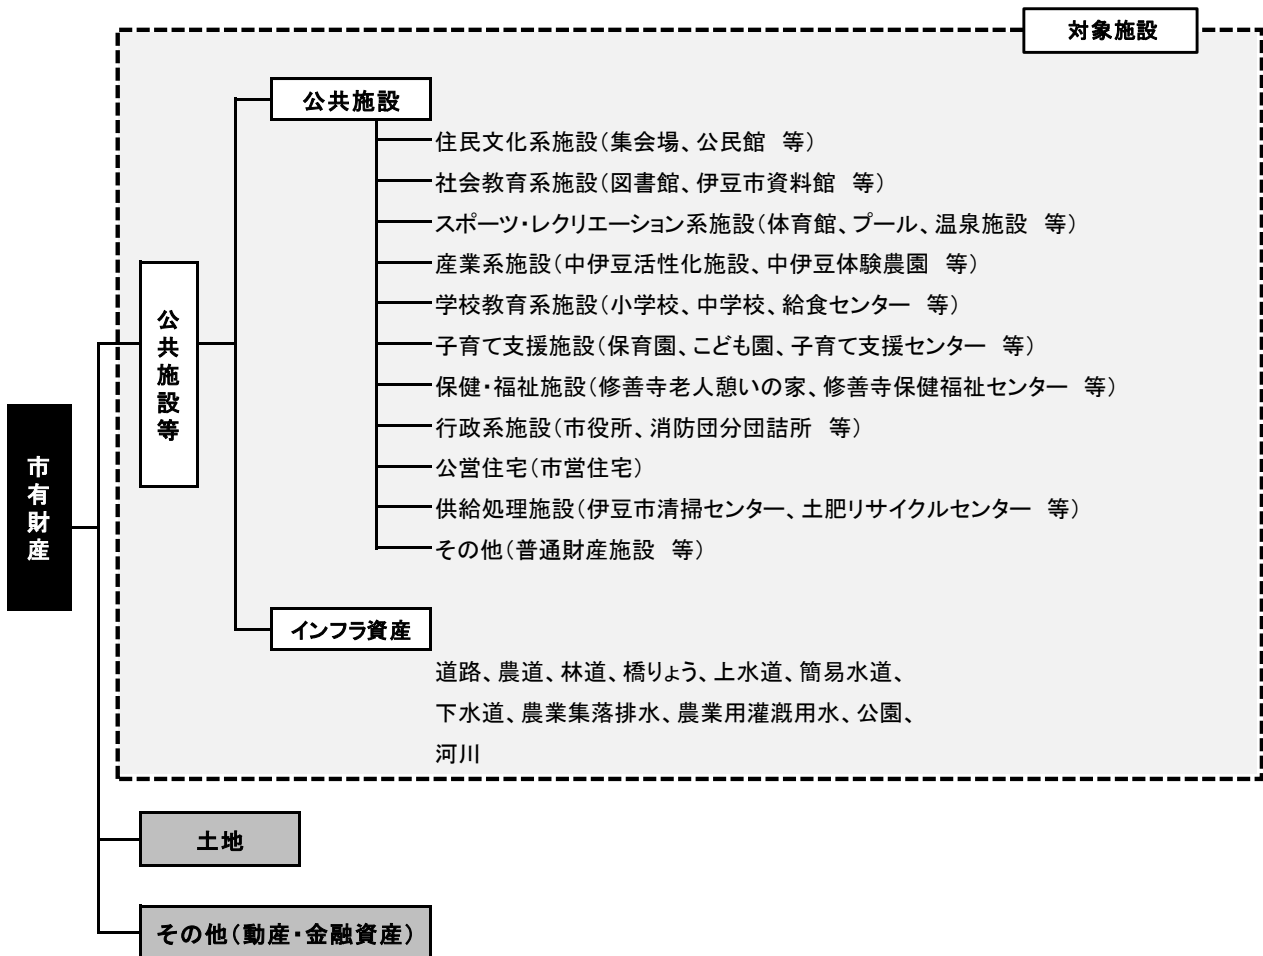 対象施設
公共施設
住民文化系施設（集会場、公民館　等）
社会教育系施設（図書館、伊豆市資料館　等）
スポーツ・レクリエーション系施設（体育館、プール、温泉施設　等）
産業系施設（中伊豆活性化施設、中伊豆体験農園　等）
学校教育系施設（小学校、中学校、給食センター　等）
子育て支援施設（保育園、こども園、子育て支援センター　等）
保健・福祉施設（修善寺老人憩いの家、修善寺保健福祉センター　等）
行政系施設（市役所、消防団分団詰所　等）
公営住宅（市営住宅）
供給処理施設（伊豆市清掃センター、土肥リサイクルセンター　等）
その他（普通財産施設　等）
公共施設等
市有財産
インフラ資産
道路、農道、林道、橋りょう、上水道、簡易水道、
下水道、農業集落排水、農業用灌漑用水、公園、
河川
土地
その他（動産・金融資産）